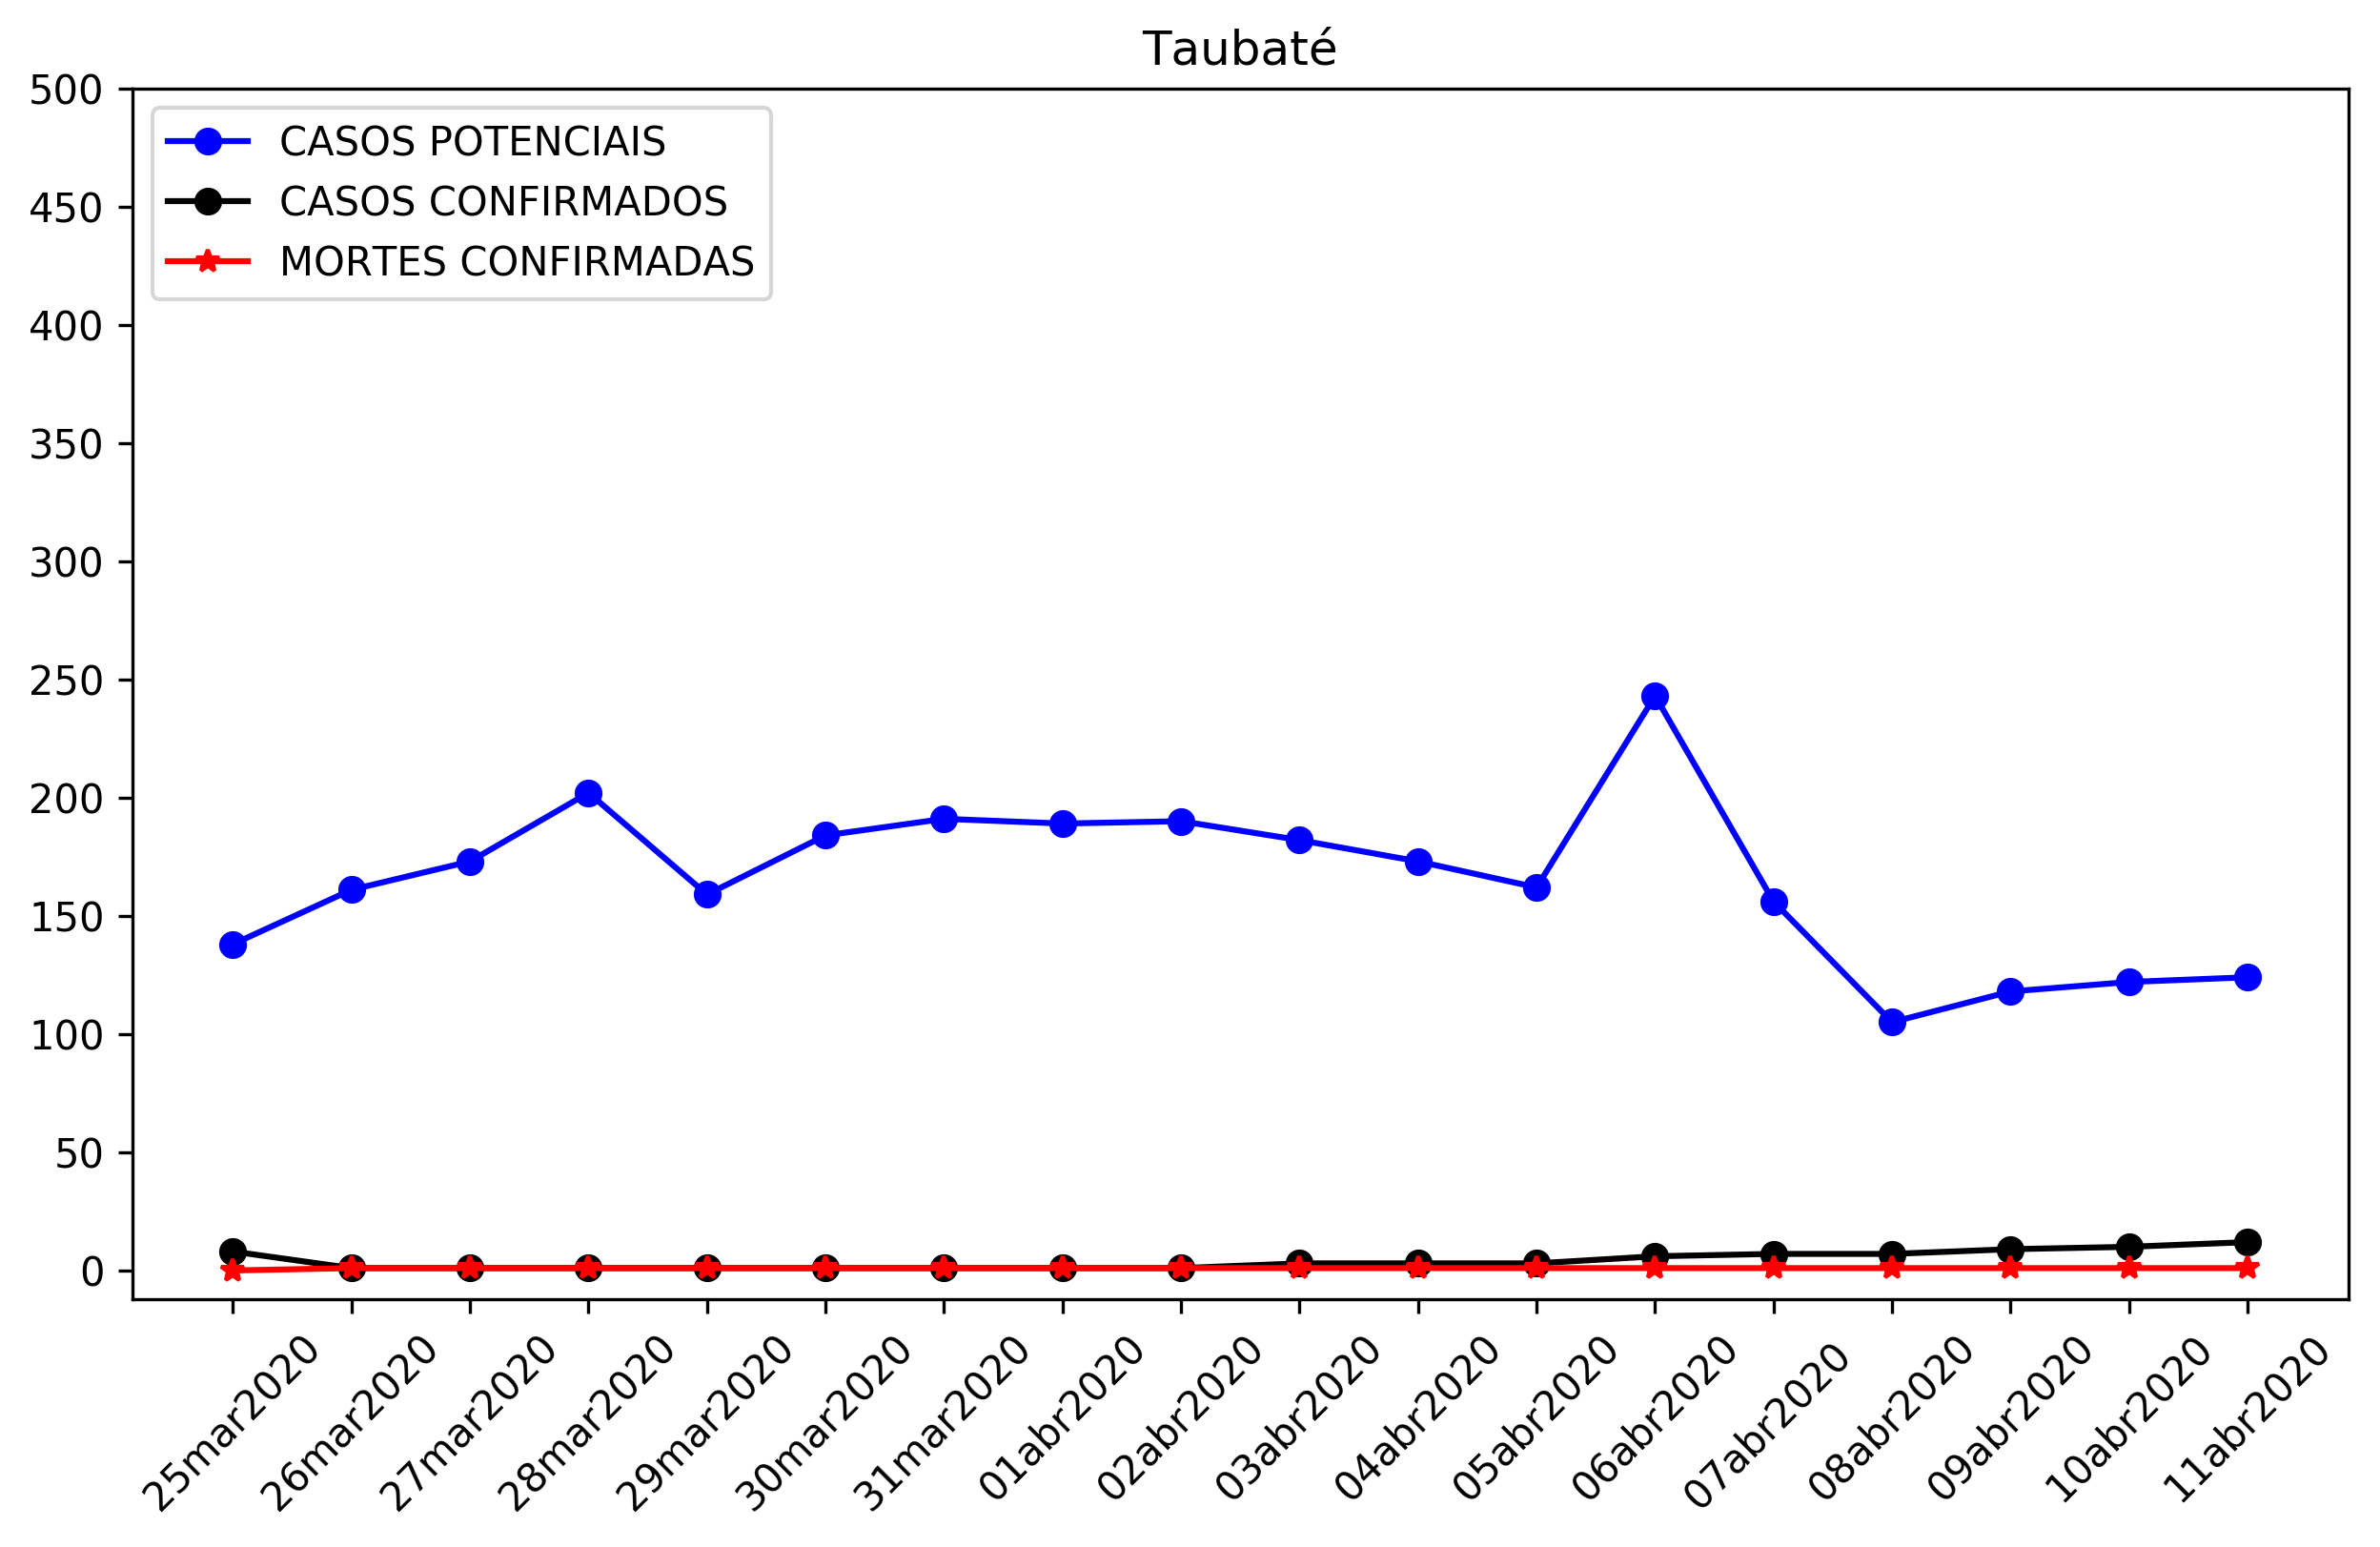 Taubaté
500
450
400
350
300
250
200
150
100
50
0
CASOS POTENCIAIS
CASOS CONFIRMADOS
MORTES CONFIRMADAS
25mar2020
26mar2020
27mar2020
28mar2020
29mar2020
30mar2020
31mar2020
01abr2020
02abr2020
03abr2020
04abr2020
05abr2020
06abr2020
07abr2020
08abr2020
09abr2020
10abr2020
11abr2020